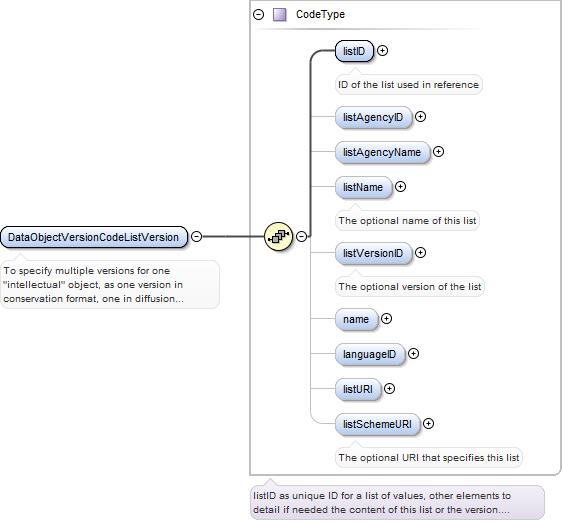 CodeType
listID
ID of the list used in reference
listAgencyID
listAgencyName
listName
The optional name of this list
DataObjectVersionCodeListVersion
To specify multiple versions for one
"intellectual" object, as one version in
conservation format, one in diffusion...
listVersionID
The optional version of the list
name
languageID
listURI
listSchemeURI
The optional URI that specifies this list
listID as unique ID for a list of values, other elements to
detail if needed the content of this list or the version....